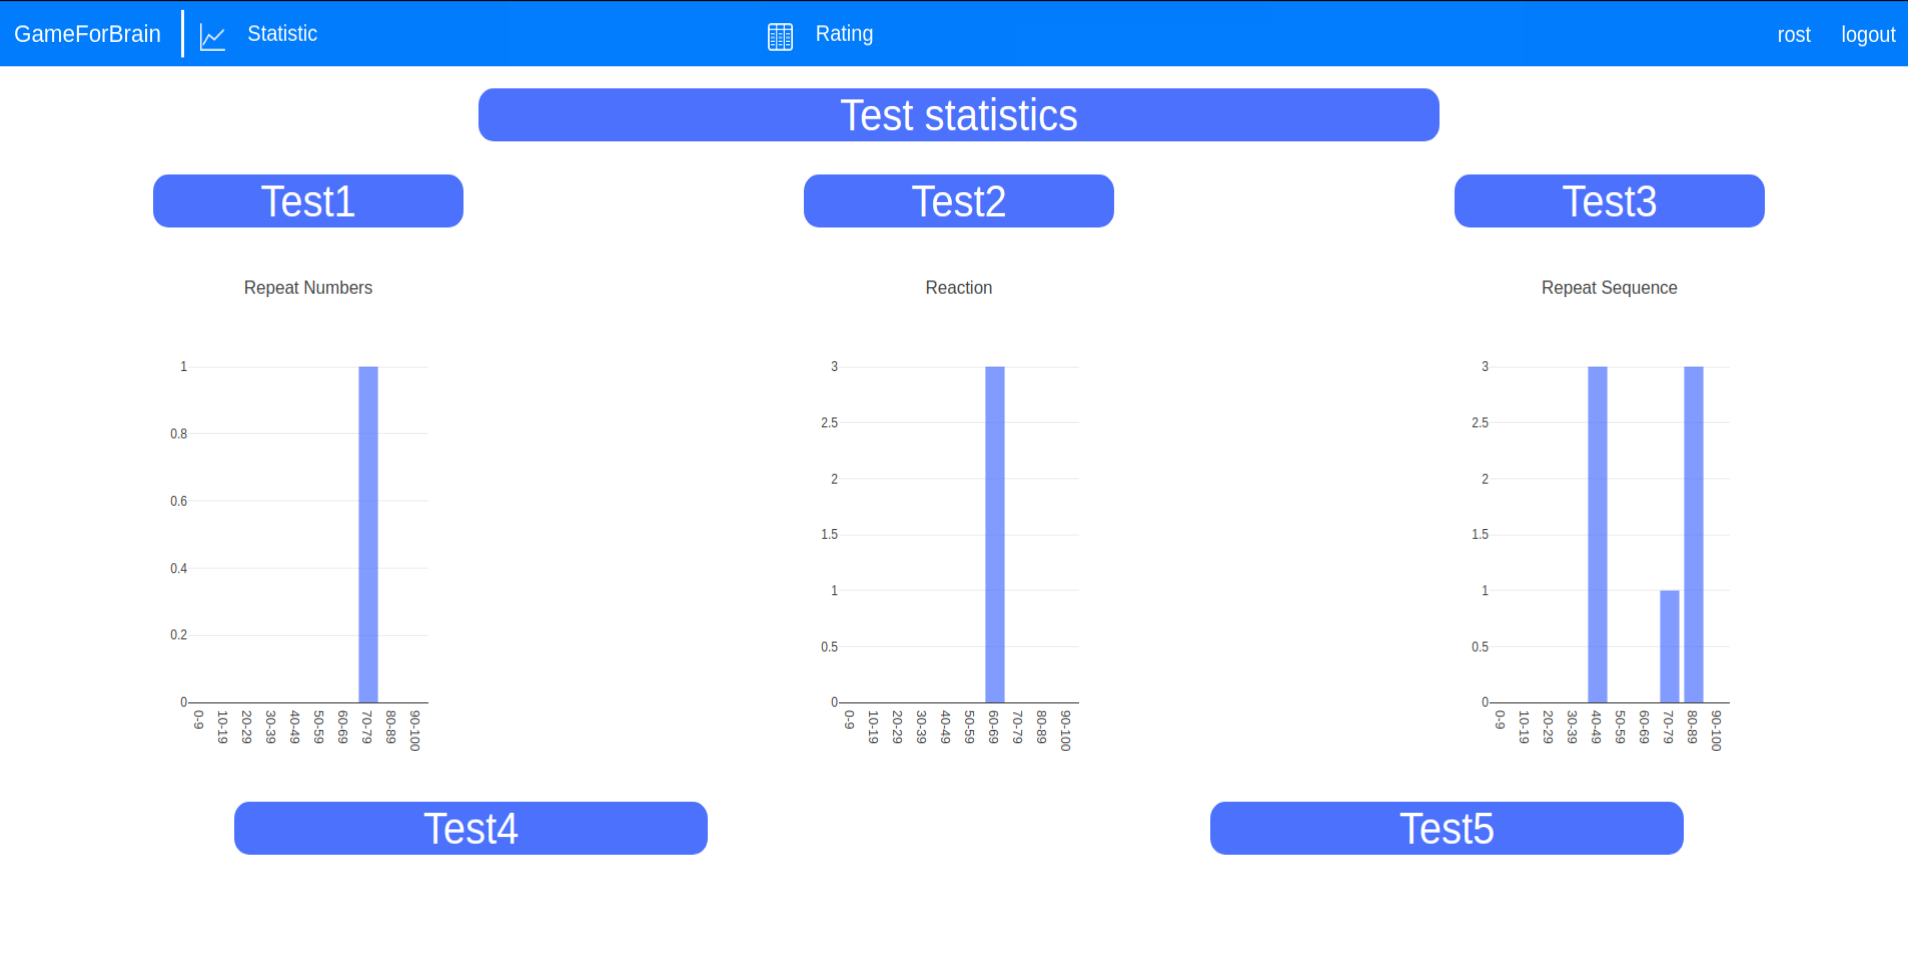 GameForBrain Statistic Rating rost logout
Test statistics
Test1 Test2 Test3
Repeat Numbers Reaction Repeat Sequence
1 3 3
0.8 2.5 2.5
0.6 2 2
0.4 1.5 1.5
0.2 1 1
0 0.5 0.5
0 0
0-9 10-19 20-29 30-39 40-49 50-59 60-69 70-79 80-89 90-100
0-9 10-19 20-29 30-39 40-49 50-59 60-69 70-79 80-89 90-100
0-9 10-19 20-29 30-39 40-49 50-59 60-69 70-79 80-89 90-100
Test4 Test5